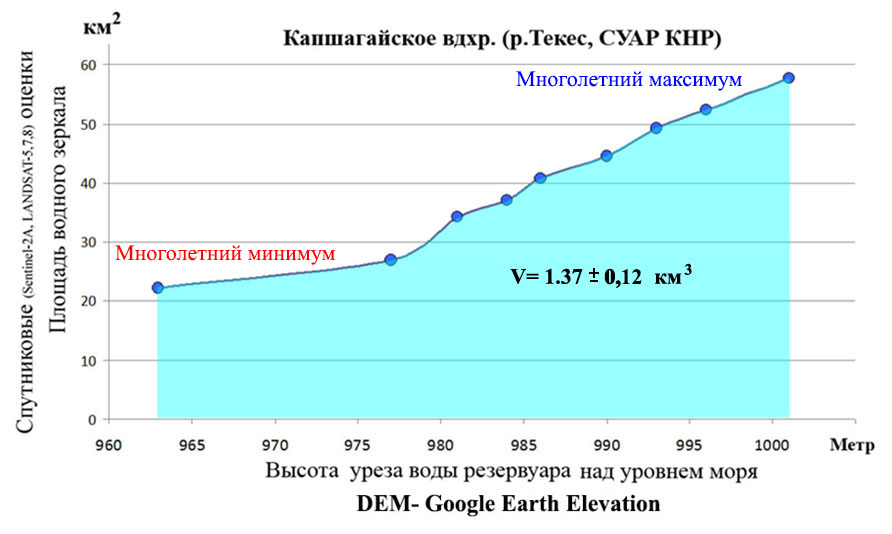 км²
Капшагайское вдхр. (р.Текес, СУАР КНР)
Спутниковые (Sentinel-2A, LANDSAT-5,7,8) оценки
Площадь водного зеркала
60
50
40
30
20
10
0
Многолетний максимум
Многолетний минимум
V= 1.37 ± 0,12 км³
960 965 970 975 980 985 990 995 1000 Метр
Высота уреза воды резервуара над уровнем моря
DEM- Google Earth Elevation